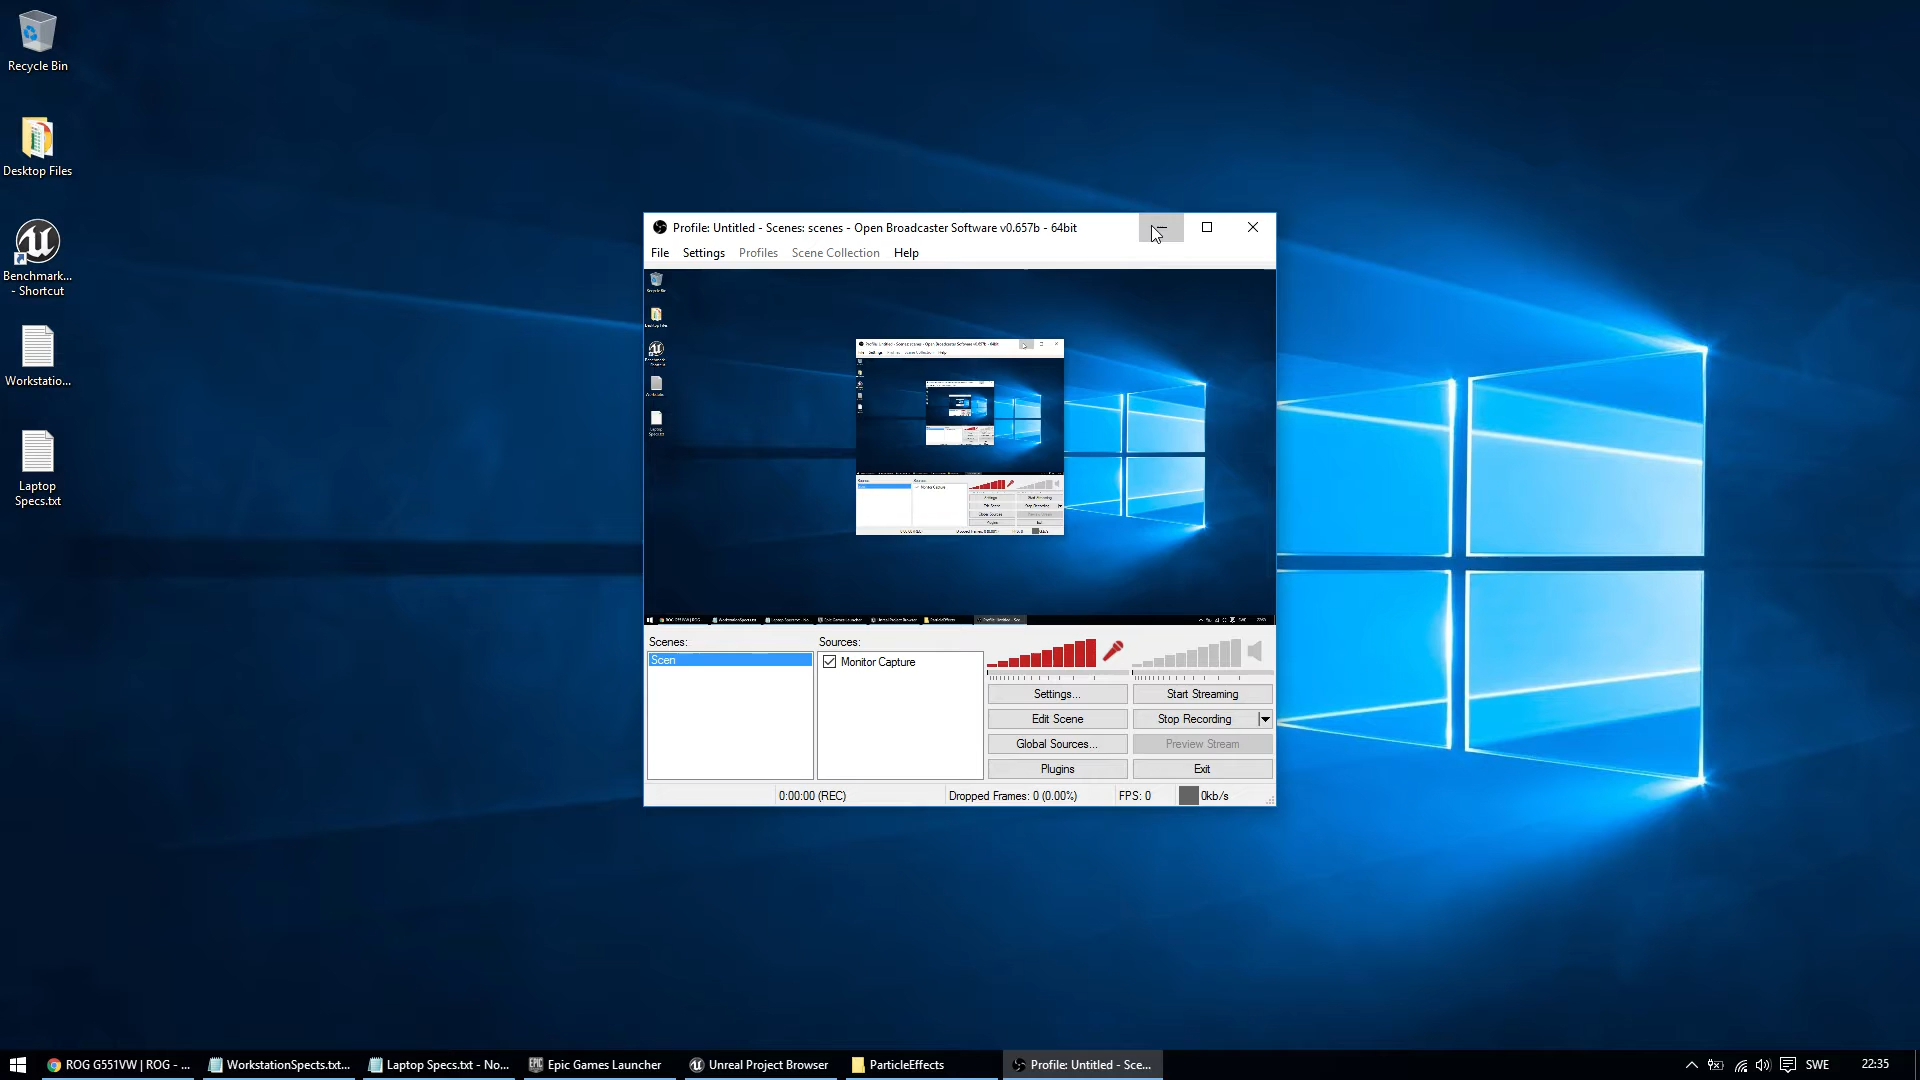 Recycle Bin
Desktop Files
Benchmark...
- Shortcut
Workstatio...
Laptop
Specs.txt
Profile: Untitled - Scenes: scenes - Open Broadcaster Software v0.657b - 64bit
File Settings Profiles Scene Collection Help
Scenes:
Scen
Sources:
Monitor Capture
Settings...
Start Streaming
Edit Scene
Stop Recording
Global Sources...
Preview Stream
Plugins
Exit
0:00:00 (REC)
Dropped Frames: 0 (0.00%)
FPS: 0
0kb/s
ROG G551VW | ROG - ...
WorkstationSpects.txt...
Laptop Specs.txt - No...
Epic Games Launcher
Unreal Project Browser
ParticleEffects
Profile: Untitled - Sce...
SWE
22:35